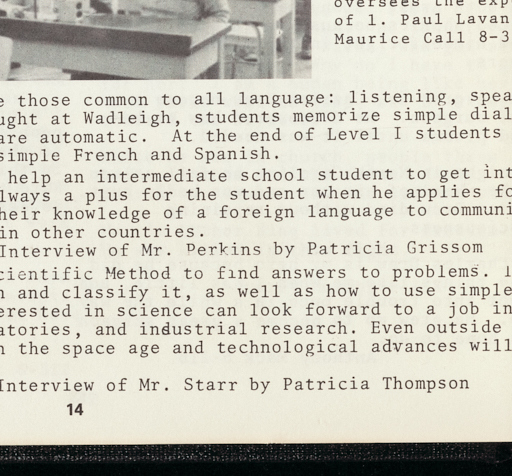 oversees the exp
of 1. Paul Lavan
Maurice Call 8-3
e those common to all language: listening, spea
ught at Wadleigh, students memorize simple dial
are automatic. At the end of Level I students
simple French and Spanish.
help an intermediate school student to get int
lways a plus for the student when he applies fo
heir knowledge of a foreign language to communi
in other countries.
Interview of Mr. Perkins by Patricia Grissom
cientific Method to find answers to problems. I
n and classify it, as well as how to use simple
erested in science can look forward to a job in
atories, and industrial research. Even outside
n the space age and technological advances will
Interview of Mr. Starr by Patricia Thompson
14